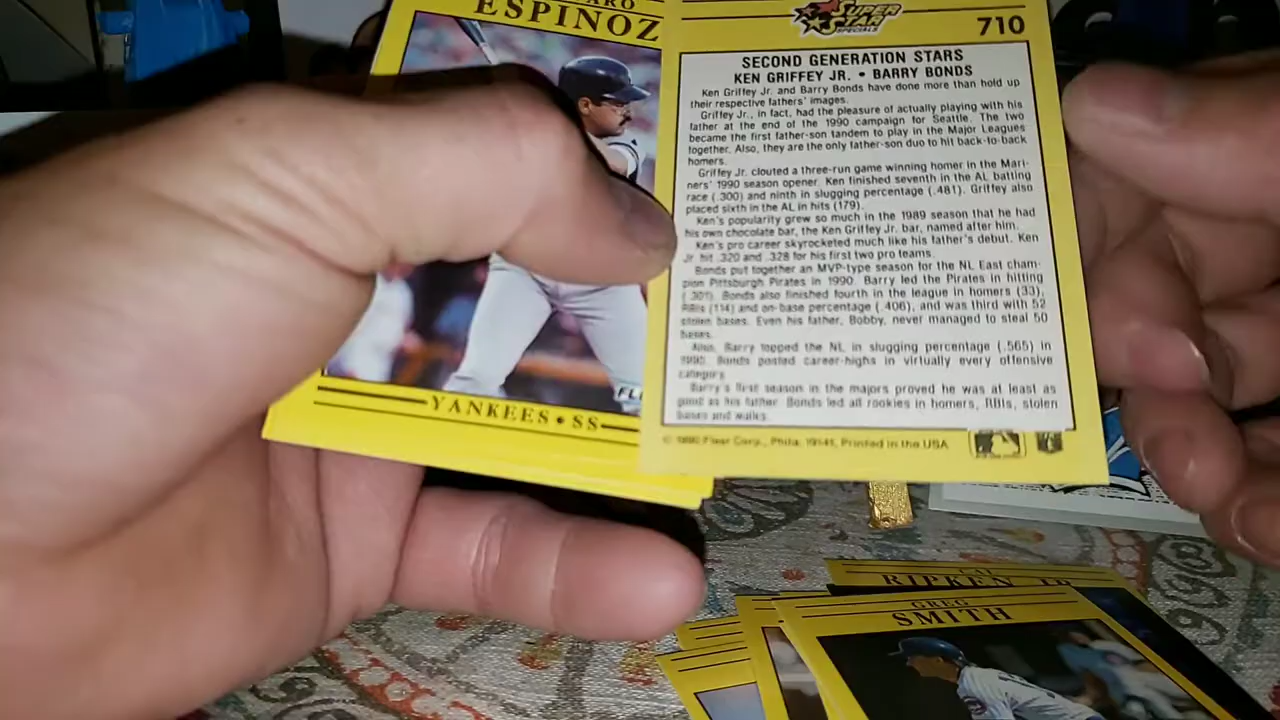 ESPINOZ
YANKEES • SS
FL
SUPER
STAR
SPECIALS
710
SECOND GENERATION STARS
KEN GRIFFEY JR. • BARRY BONDS
Ken Griffey Jr. and Barry Bonds have done more than hold up
their respective fathers' images.
Griffey Jr., in fact, had the pleasure of actually playing with his
father at the end of the 1990 campaign for Seattle. The two
became the first father-son tandem to play in the Major Leagues
together. Also, they are the only father-son duo to hit back-to-back
homers.
Griffey Jr. clouted a three-run game winning homer in the Mari-
ners' 1990 season opener. Ken finished seventh in the AL batting
race (.300) and ninth in slugging percentage (.481). Griffey also
placed sixth in the AL in hits (179).
Ken's popularity grew so much in the 1989 season that he had
his own chocolate bar, the Ken Griffey Jr. bar, named after him.
Ken's pro career skyrocketed much like his father's debut. Ken
Jr. hit .320 and .328 for his first two pro teams.
Bonds put together an MVP-type season for the NL East cham-
pion Pittsburgh Pirates in 1990. Barry led the Pirates in hitting
(.301). Bonds also finished fourth in the league in homers (33),
RBIs (114) and on-base percentage (.406), and was third with 52
stolen bases. Even his father, Bobby, never managed to steal 50
bases.
Also, Barry topped the NL in slugging percentage (.565) in
1990. Bonds posted career-highs in virtually every offensive
category.
Barry's first season in the majors proved he was at least as
good as his father. Bonds led all rookies in homers, RBIs, stolen
bases and walks.
© 1990 Fleer Corp., Phila. 19141, Printed in the USA
CAL
RIPKEN JR
GREG
SMITH